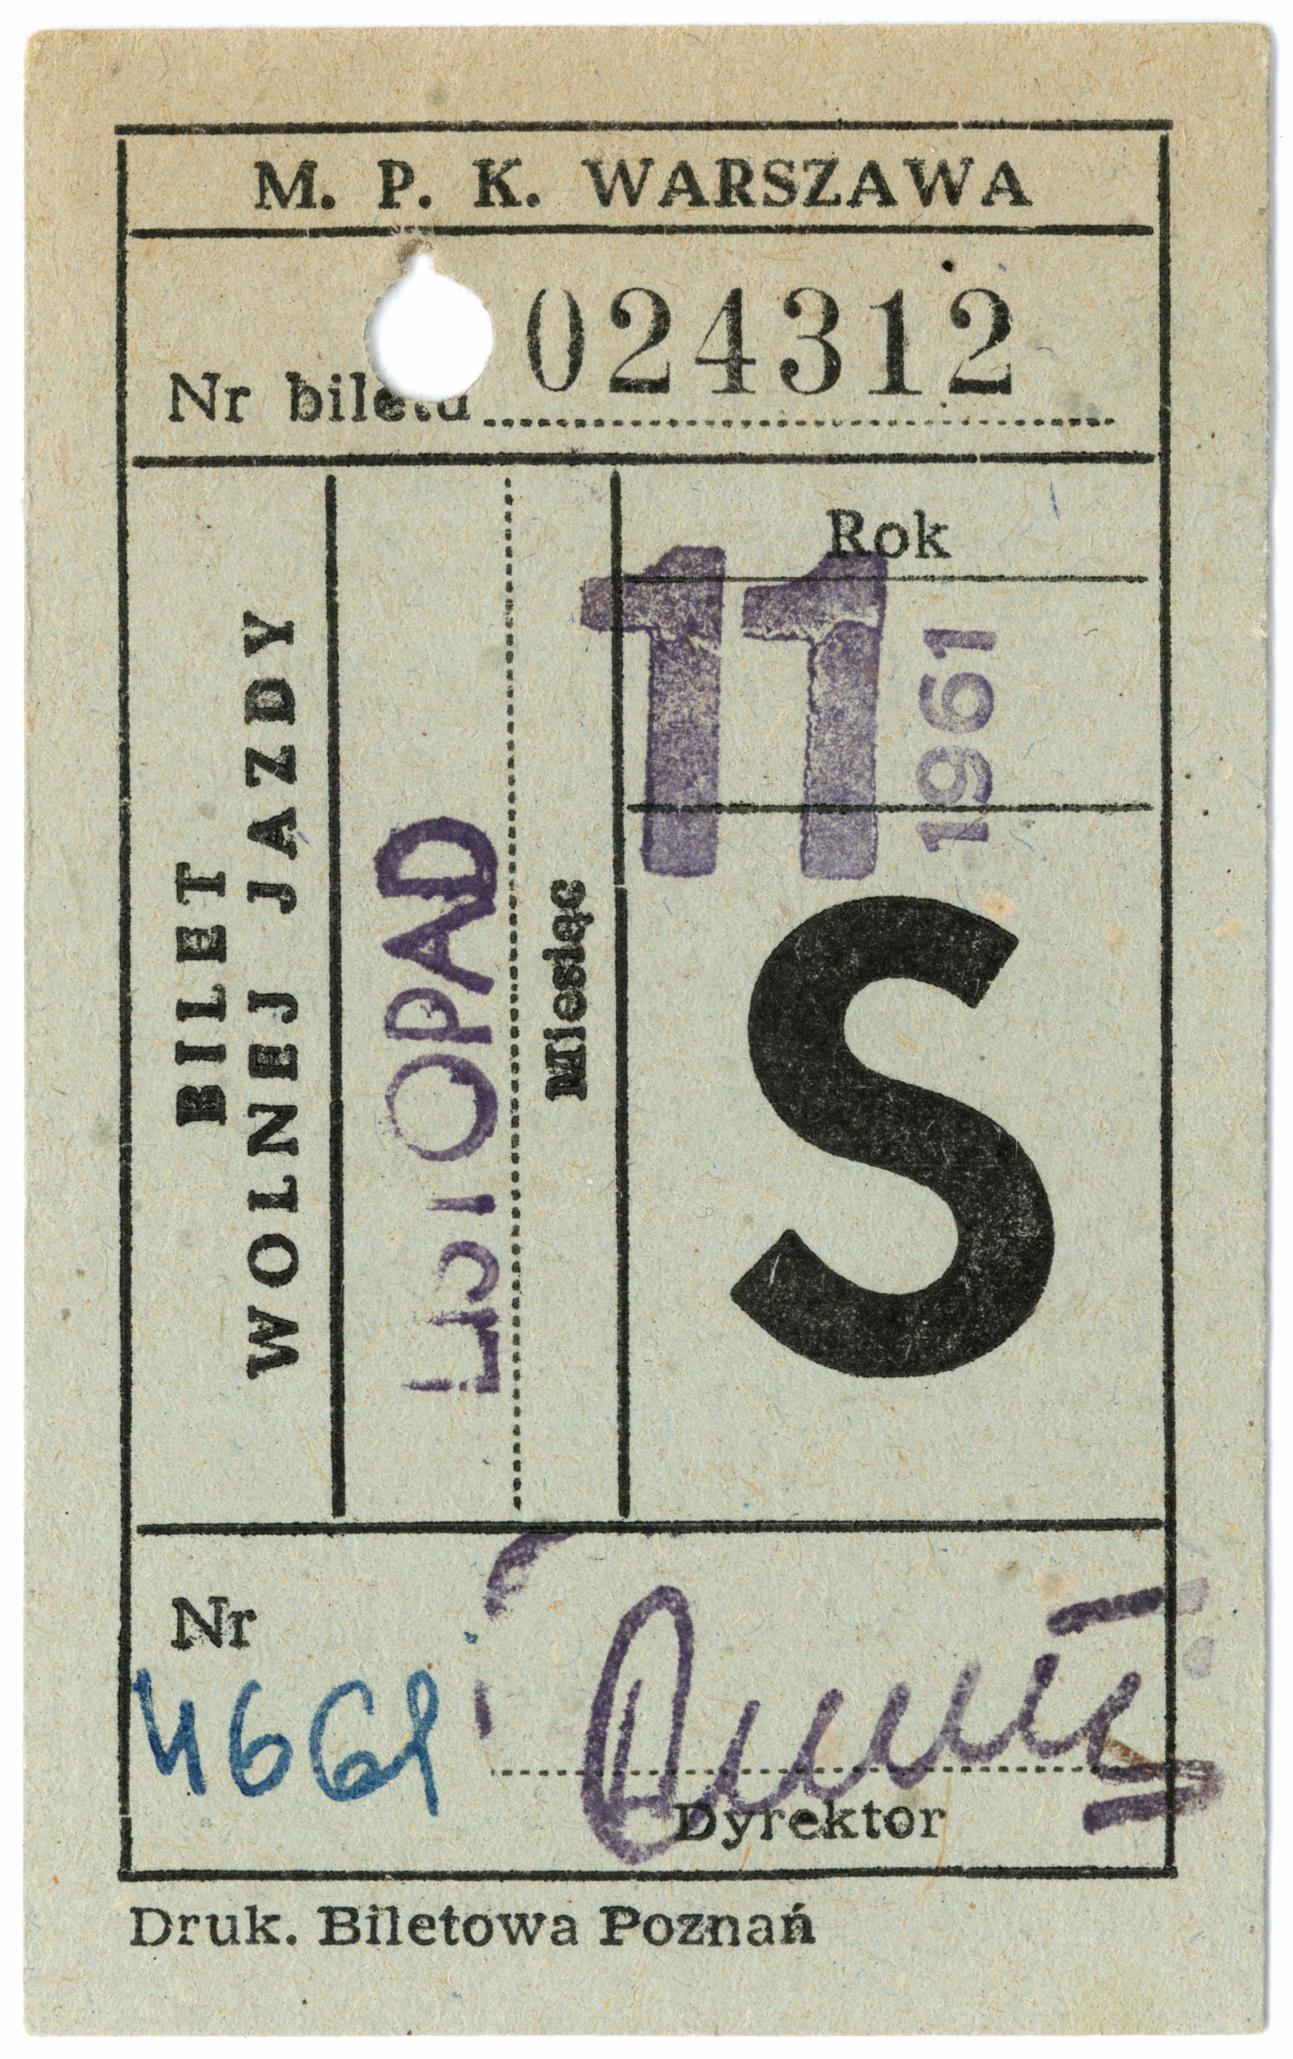 M. P. K. WARSZAWA
Nr biletu 024312
BILET
WOLNEJ JAZDY
LISTOPAD
Miesiąc
Rok
11
1961
S
Nr
4661
Dyrektor
Druk. Biletowa Poznań